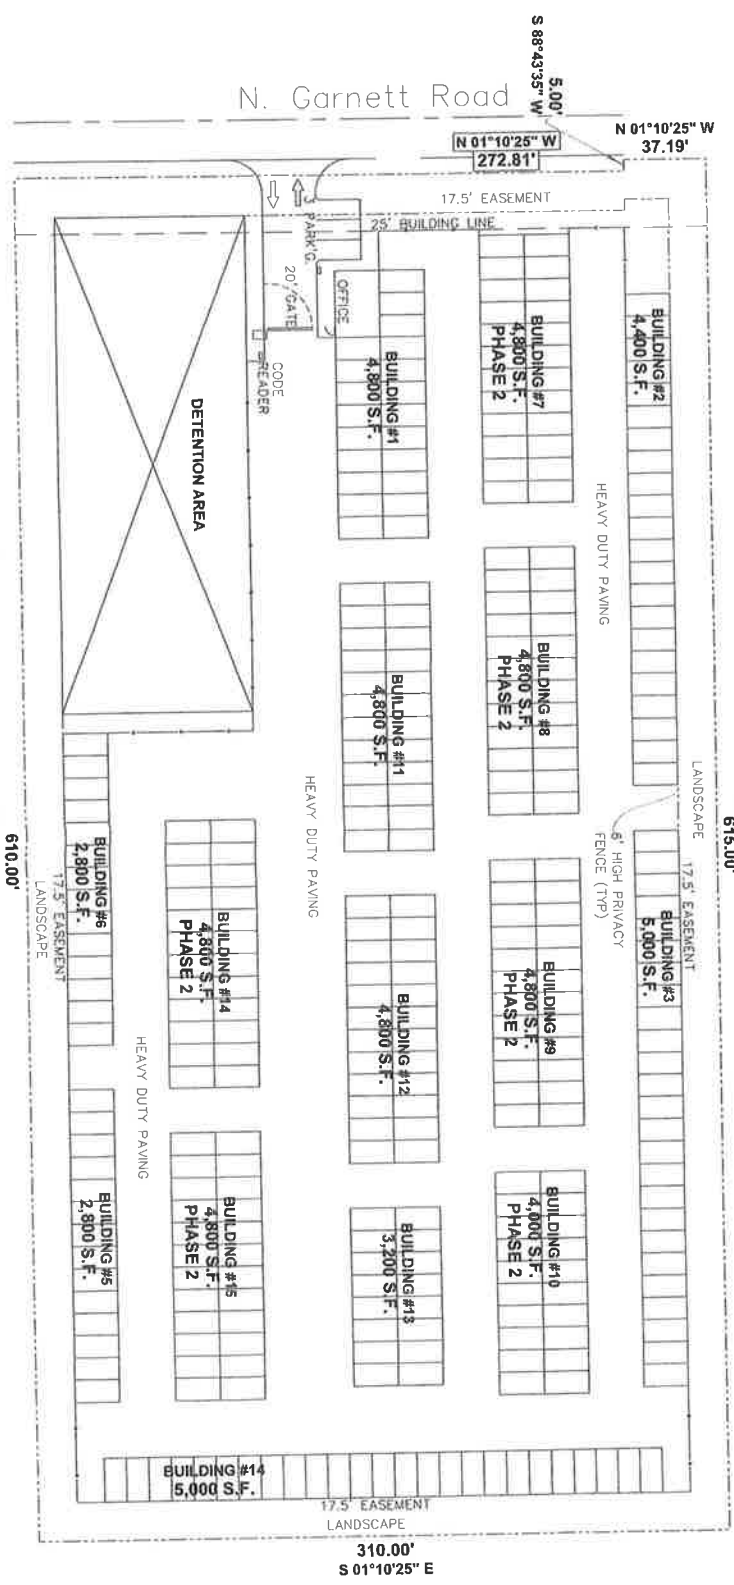 N. Garnett Road
5.00'
S 88°43'35" W
N 01°10'25" W
37.19'
N 01°10'25" W
272.81'
17.5' EASEMENT
25' BUILDING LINE
3 PARK'G.
20' GATE
OFFICE
CODE
READER
DETENTION AREA
BUILDING #1
4,800 S.F.
BUILDING #7
4,800 S.F.
PHASE 2
BUILDING #2
4,400 S.F.
HEAVY DUTY PAVING
BUILDING #11
4,800 S.F.
BUILDING #8
4,800 S.F.
PHASE 2
LANDSCAPE
615.00'
6' HIGH PRIVACY
FENCE (TYP)
17.5' EASEMENT
HEAVY DUTY PAVING
BUILDING #6
2,800 S.F.
17.5' EASEMENT
LANDSCAPE
610.00'
BUILDING #14
4,800 S.F.
PHASE 2
BUILDING #12
4,800 S.F.
BUILDING #9
4,800 S.F.
PHASE 2
BUILDING #3
5,000 S.F.
HEAVY DUTY PAVING
BUILDING #5
2,800 S.F.
BUILDING #15
4,800 S.F.
PHASE 2
BUILDING #13
3,200 S.F.
BUILDING #10
4,000 S.F.
PHASE 2
BUILDING #14
5,000 S.F.
17.5' EASEMENT
LANDSCAPE
310.00'
S 01°10'25" E